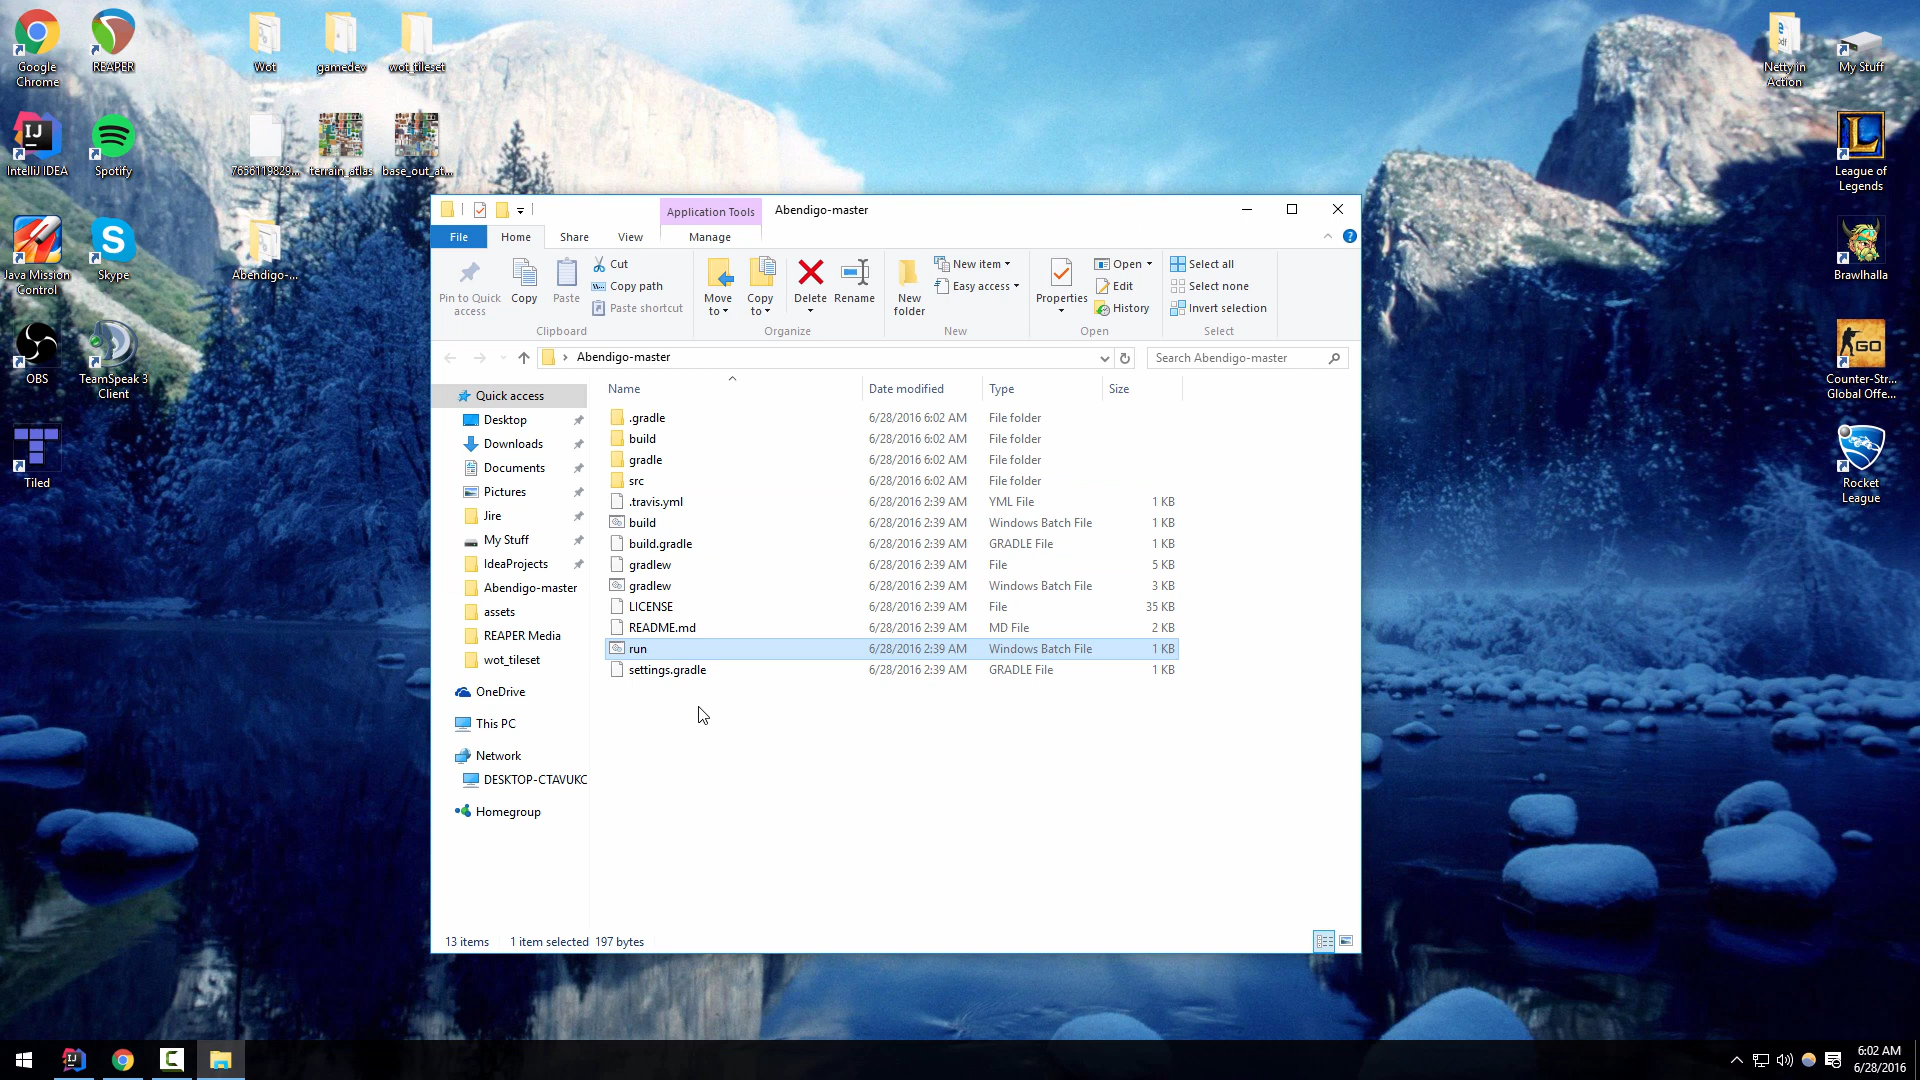 Google
Chrome
REAPER
Wot
gamedev
wot_tileset
Netty in
Action
My Stuff
IntelliJ IDEA
Spotify
7656119829...
terrain_atlas
base_out_at...
League of
Legends
Java Mission
Control
Skype
Abendigo-...
Brawlhalla
OBS
TeamSpeak 3
Client
Counter-Str...
Global Offe...
GO
Tiled
Rocket
League
Application Tools
Abendigo-master
File
Home
Share
View
Manage
Pin to Quick
access
Copy
Paste
Cut
Copy path
Paste shortcut
Clipboard
Move
to
Copy
to
Delete
Rename
Organize
New
folder
New item
Easy access
New
Properties
Open
Edit
History
Open
Select all
Select none
Invert selection
Select
Abendigo-master
Search Abendigo-master
Name
Date modified
Type
Size
.gradle 6/28/2016 6:02 AM File folder
build 6/28/2016 6:02 AM File folder
gradle 6/28/2016 6:02 AM File folder
src 6/28/2016 6:02 AM File folder
.travis.yml 6/28/2016 2:39 AM YML File 1 KB
build 6/28/2016 2:39 AM Windows Batch File 1 KB
build.gradle 6/28/2016 2:39 AM GRADLE File 1 KB
gradlew 6/28/2016 2:39 AM File 5 KB
gradlew 6/28/2016 2:39 AM Windows Batch File 3 KB
LICENSE 6/28/2016 2:39 AM File 35 KB
README.md 6/28/2016 2:39 AM MD File 2 KB
run 6/28/2016 2:39 AM Windows Batch File 1 KB
settings.gradle 6/28/2016 2:39 AM GRADLE File 1 KB
Quick access
Desktop
Downloads
Documents
Pictures
Jire
My Stuff
IdeaProjects
Abendigo-master
assets
REAPER Media
wot_tileset
OneDrive
This PC
Network
DESKTOP-CTAVUKC
Homegroup
13 items
1 item selected 197 bytes
6:02 AM
6/28/2016